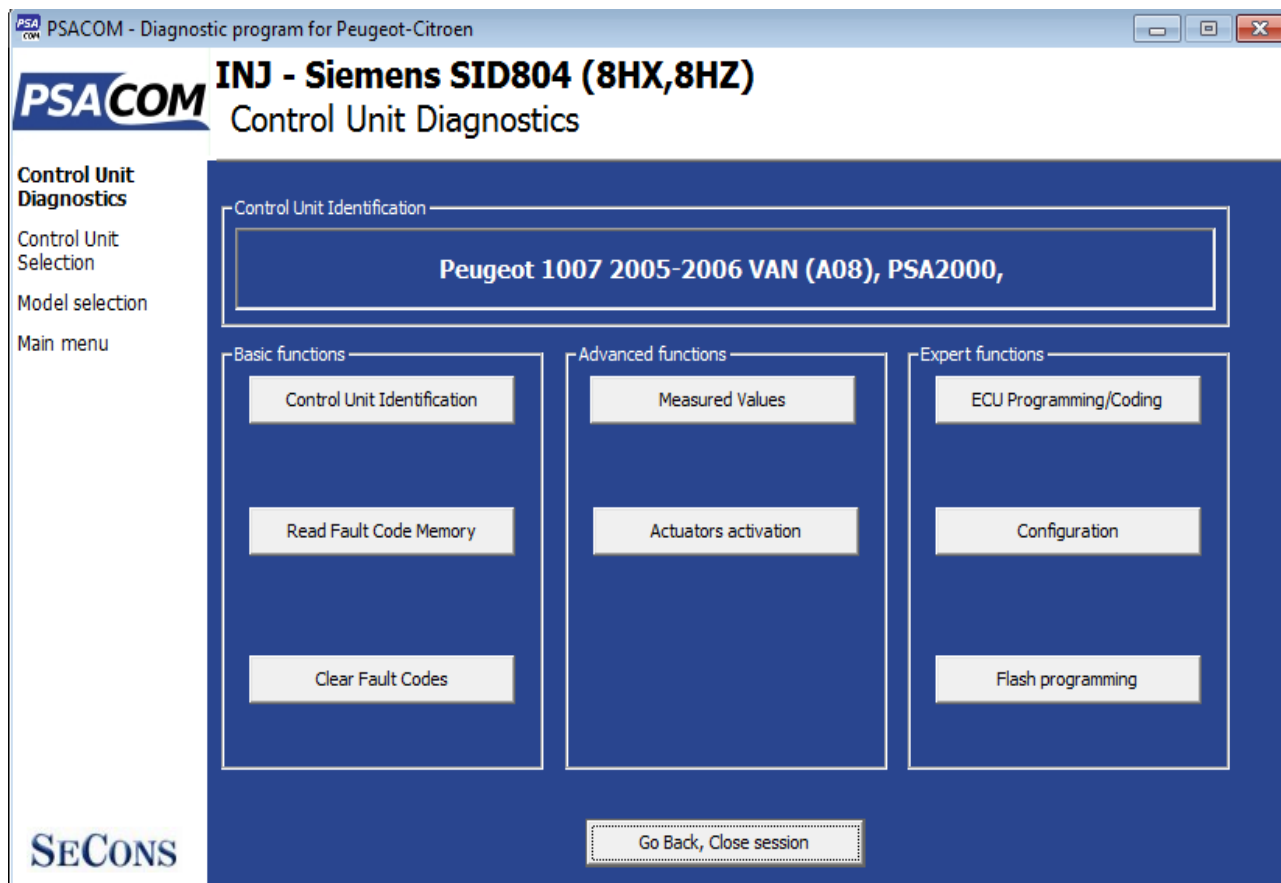 PSA
COM
PSACOM - Diagnostic program for Peugeot-Citroen
PSACOM
INJ - Siemens SID804 (8HX,8HZ)
Control Unit Diagnostics
Control Unit
Diagnostics
Control Unit
Selection
Model selection
Main menu
Control Unit Identification
Peugeot 1007 2005-2006 VAN (A08), PSA2000,
Basic functions
Control Unit Identification
Read Fault Code Memory
Clear Fault Codes
Advanced functions
Measured Values
Actuators activation
Expert functions
ECU Programming/Coding
Configuration
Flash programming
Go Back, Close session
SECONS